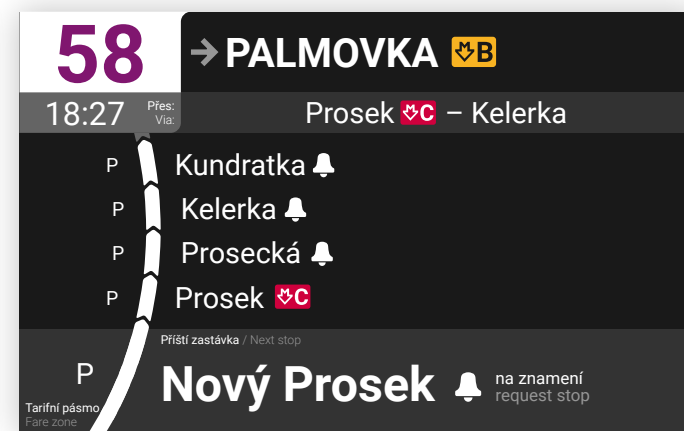 58 → PALMOVKA B
18:27 Přes: Prosek C – Kelerka
Via:
P Kundratka
P Kelerka
P Prosecká
P Prosek C
Příští zastávka / Next stop
P Nový Prosek na znamení
request stop
Tarifní pásmo
Fare zone